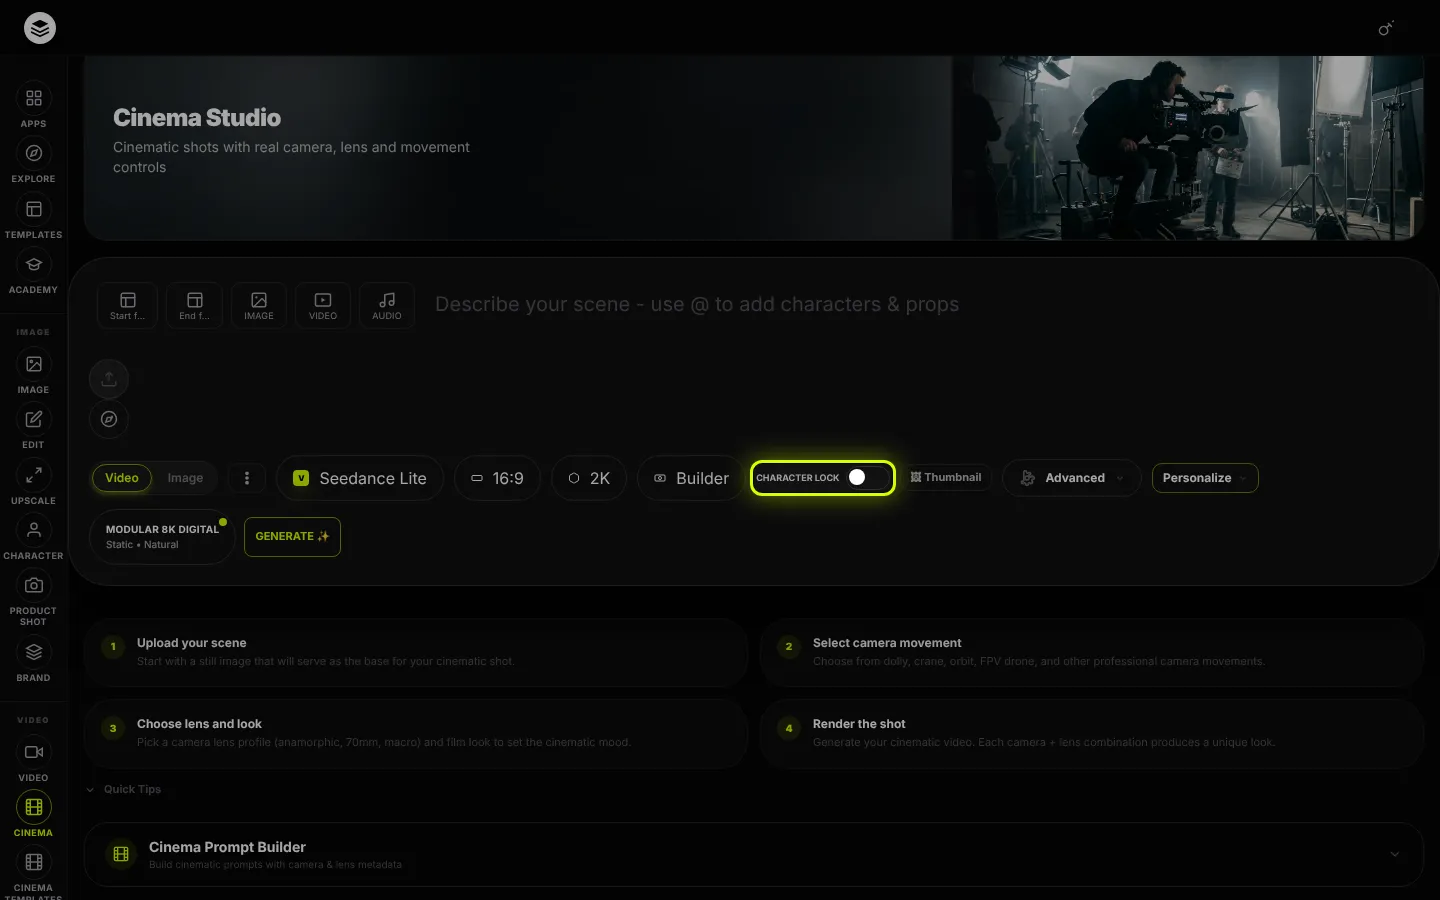 Cinema Studio
Cinematic shots with real camera, lens and movement
controls
APPS
EXPLORE
TEMPLATES
ACADEMY
IMAGE
IMAGE
EDIT
UPSCALE
CHARACTER
PRODUCT
SHOT
BRAND
VIDEO
VIDEO
CINEMA
CINEMA
TEMPLATES
Start f...
End f...
IMAGE
VIDEO
AUDIO
Describe your scene - use @ to add characters & props
Video
Image
V
Seedance Lite
16:9
2K
Builder
CHARACTER LOCK
Thumbnail
Advanced
Personalize
MODULAR 8K DIGITAL
Static • Natural
GENERATE ✨
1
Upload your scene
Start with a still image that will serve as the base for your cinematic shot.
2
Select camera movement
Choose from dolly, crane, orbit, FPV drone, and other professional camera movements.
3
Choose lens and look
Pick a camera lens profile (anamorphic, 70mm, macro) and film look to set the cinematic mood.
4
Render the shot
Generate your cinematic video. Each camera + lens combination produces a unique look.
Quick Tips
Cinema Prompt Builder
Build cinematic prompts with camera & lens metadata